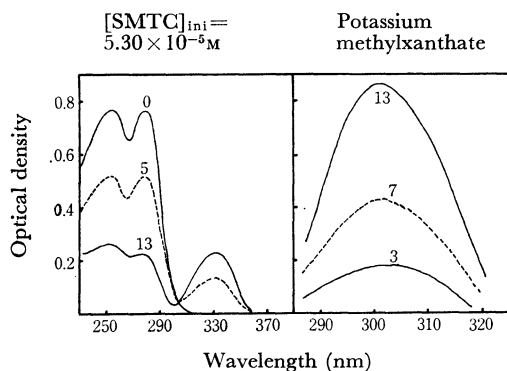 [SMTC]ini=
5.30×10⁻⁵M
Potassium
methylxanthate
Optical density
0.8
0.6
0.4
0.2
0
5
13
250 290 330 370
13
7
3
290 300 310 320
Wavelength (nm)